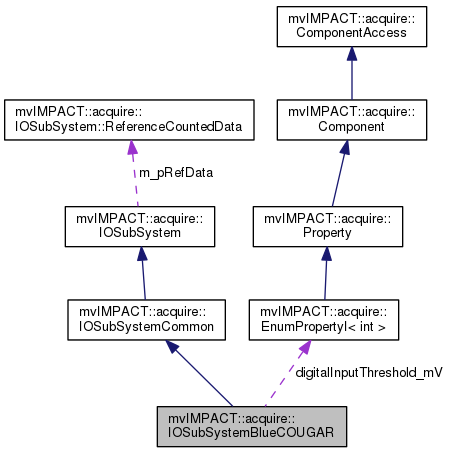 mvIMPACT::acquire::
ComponentAccess
mvIMPACT::acquire::
IOSubSystem::ReferenceCountedData
mvIMPACT::acquire::
Component
m_pRefData
mvIMPACT::acquire::
IOSubSystem
mvIMPACT::acquire::
Property
mvIMPACT::acquire::
IOSubSystemCommon
mvIMPACT::acquire::
EnumPropertyI< int >
digitalInputThreshold_mV
mvIMPACT::acquire::
IOSubSystemBlueCOUGAR